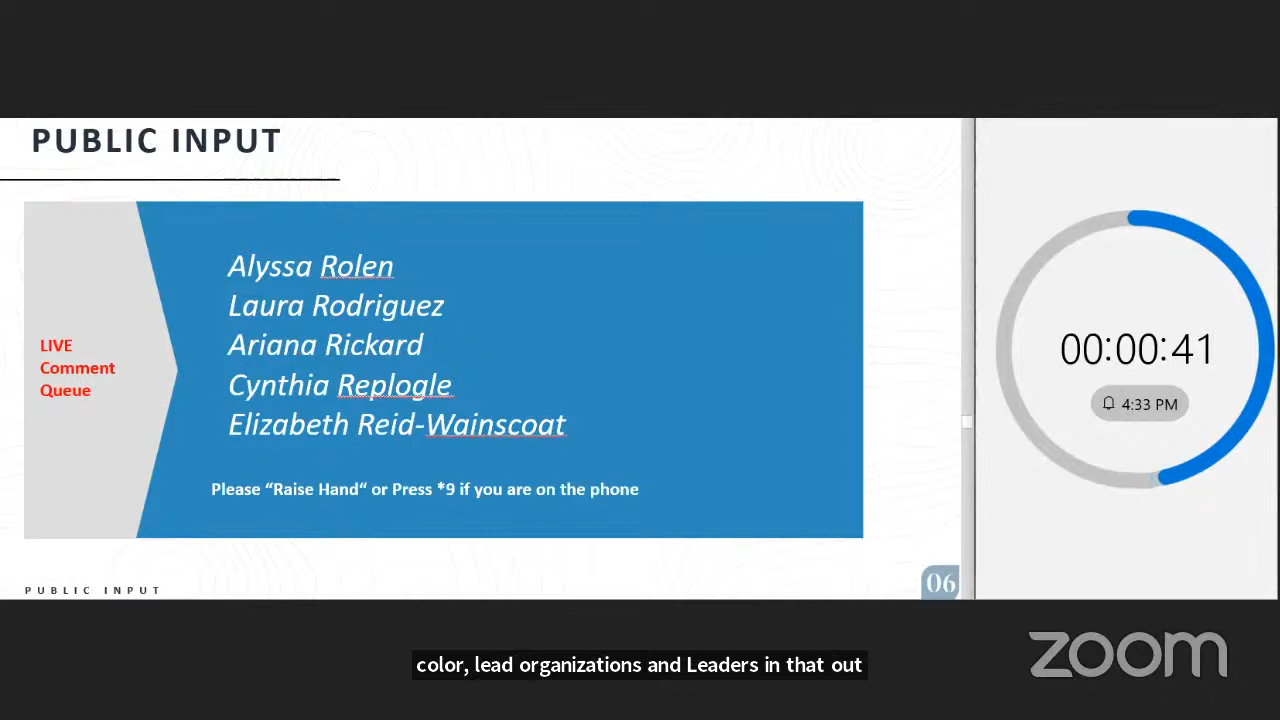 PUBLIC INPUT
LIVE
Comment
Queue
Alyssa Rolen
Laura Rodriguez
Ariana Rickard
Cynthia Replogle
Elizabeth Reid-Wainscoat
Please “Raise Hand“ or Press *9 if you are on the phone
PUBLIC INPUT
06
00:00:41
4:33 PM
color, lead organizations and Leaders in that out
zoom